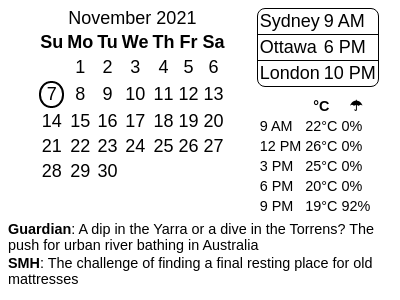 November 2021
Su Mo Tu We Th Fr Sa
1 2 3 4 5 6
7 8 9 10 11 12 13
14 15 16 17 18 19 20
21 22 23 24 25 26 27
28 29 30
Sydney 9 AM
Ottawa 6 PM
London 10 PM
°C ☂
9 AM 22°C 0%
12 PM 26°C 0%
3 PM 25°C 0%
6 PM 20°C 0%
9 PM 19°C 92%
Guardian: A dip in the Yarra or a dive in the Torrens? The
push for urban river bathing in Australia
SMH: The challenge of finding a final resting place for old
mattresses